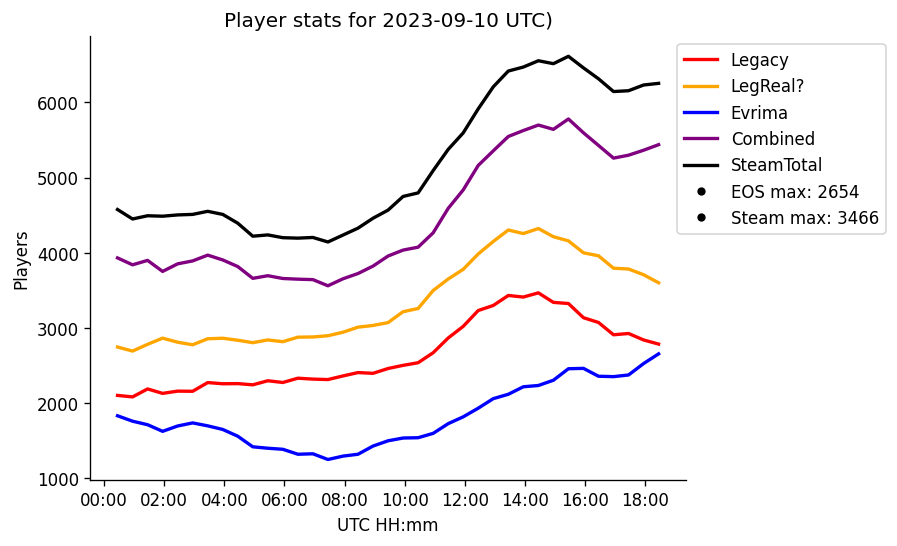 Player stats for 2023-09-10 UTC)
Legacy
LegReal?
Evrima
Combined
SteamTotal
EOS max: 2654
Steam max: 3466
Players
6000
5000
4000
3000
2000
1000
00:00 02:00 04:00 06:00 08:00 10:00 12:00 14:00 16:00 18:00
UTC HH:mm